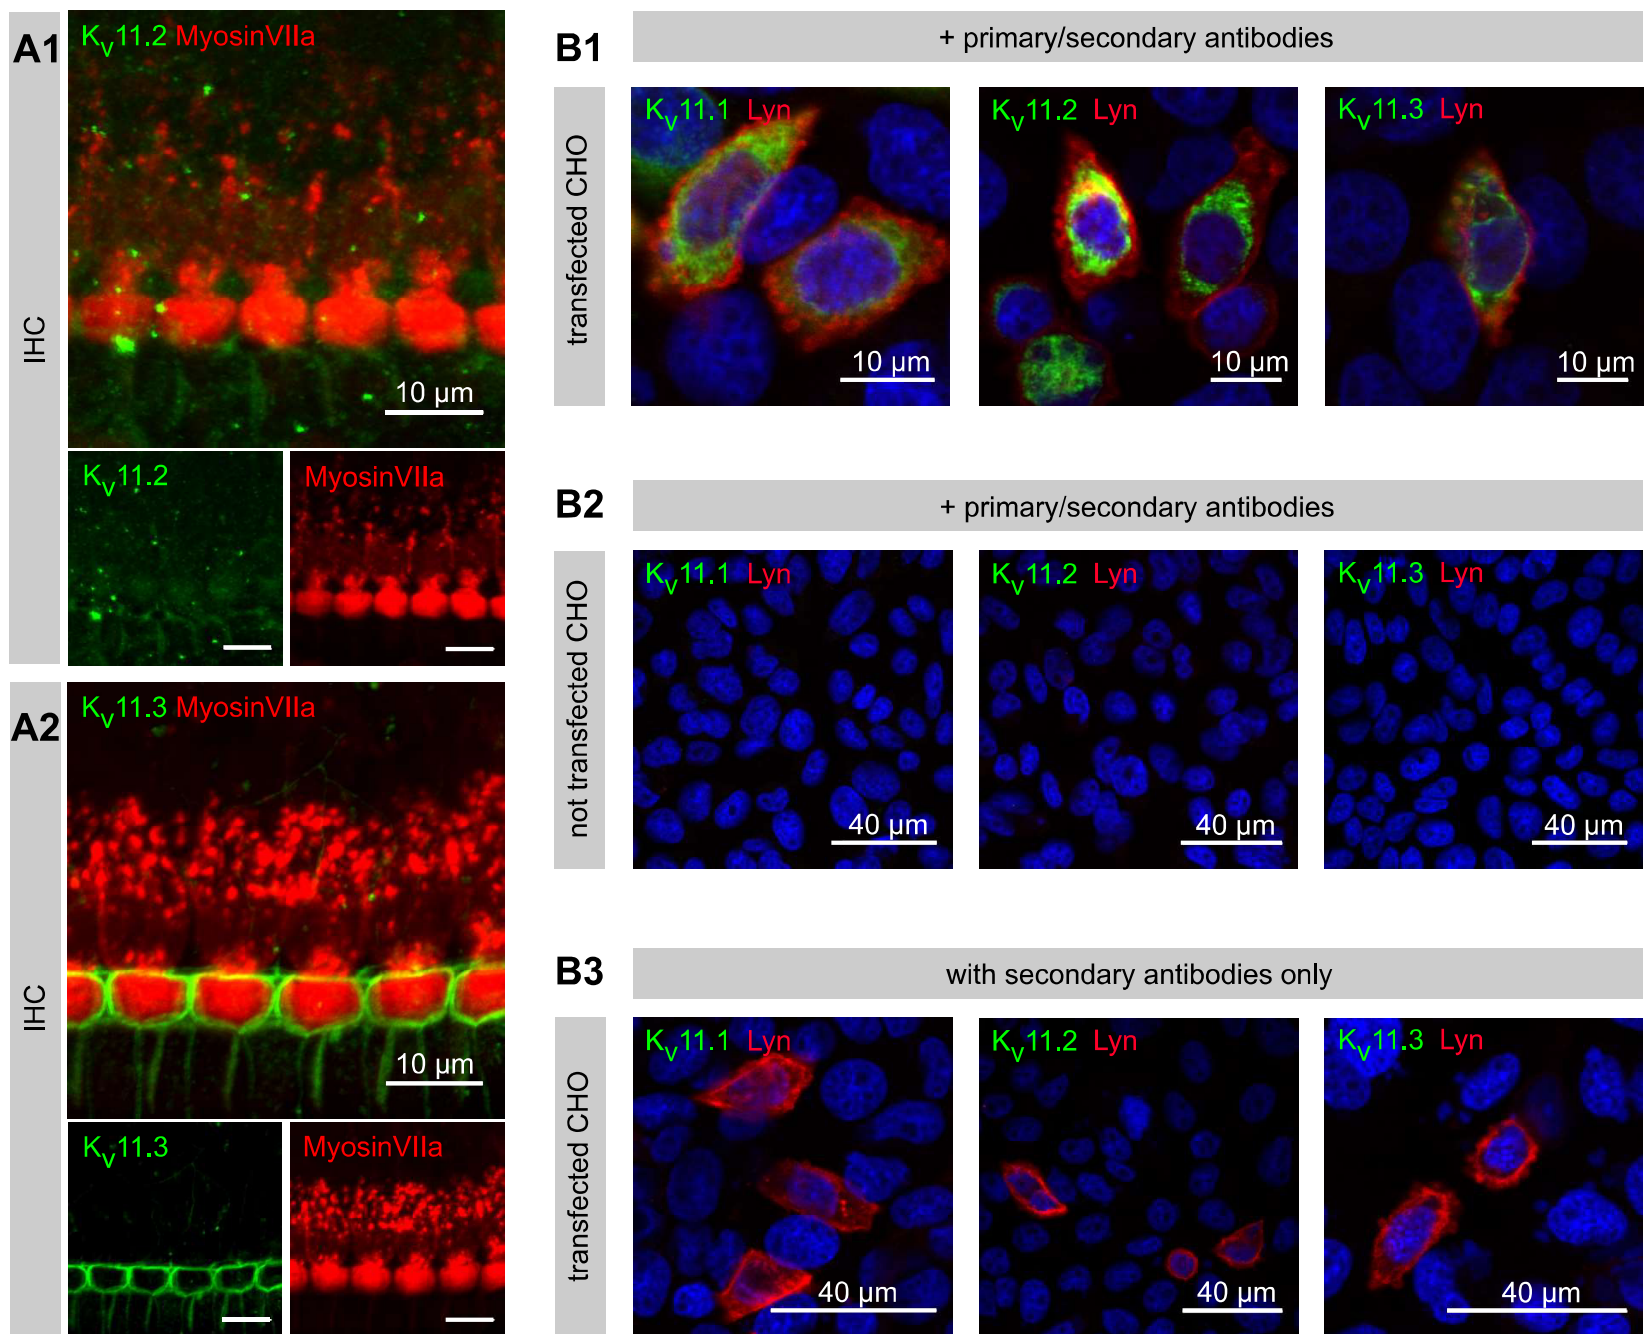 A1
IHC
Kv11.2 MyosinVIIa
10 µm
Kv11.2
MyosinVIIa
A2
IHC
Kv11.3 MyosinVIIa
10 µm
Kv11.3
MyosinVIIa
B1
+ primary/secondary antibodies
transfected CHO
Kv11.1 Lyn
10 µm
Kv11.2 Lyn
10 µm
Kv11.3 Lyn
10 µm
B2
+ primary/secondary antibodies
not transfected CHO
Kv11.1 Lyn
40 µm
Kv11.2 Lyn
40 µm
Kv11.3 Lyn
40 µm
B3
with secondary antibodies only
transfected CHO
Kv11.1 Lyn
40 µm
Kv11.2 Lyn
40 µm
Kv11.3 Lyn
40 µm